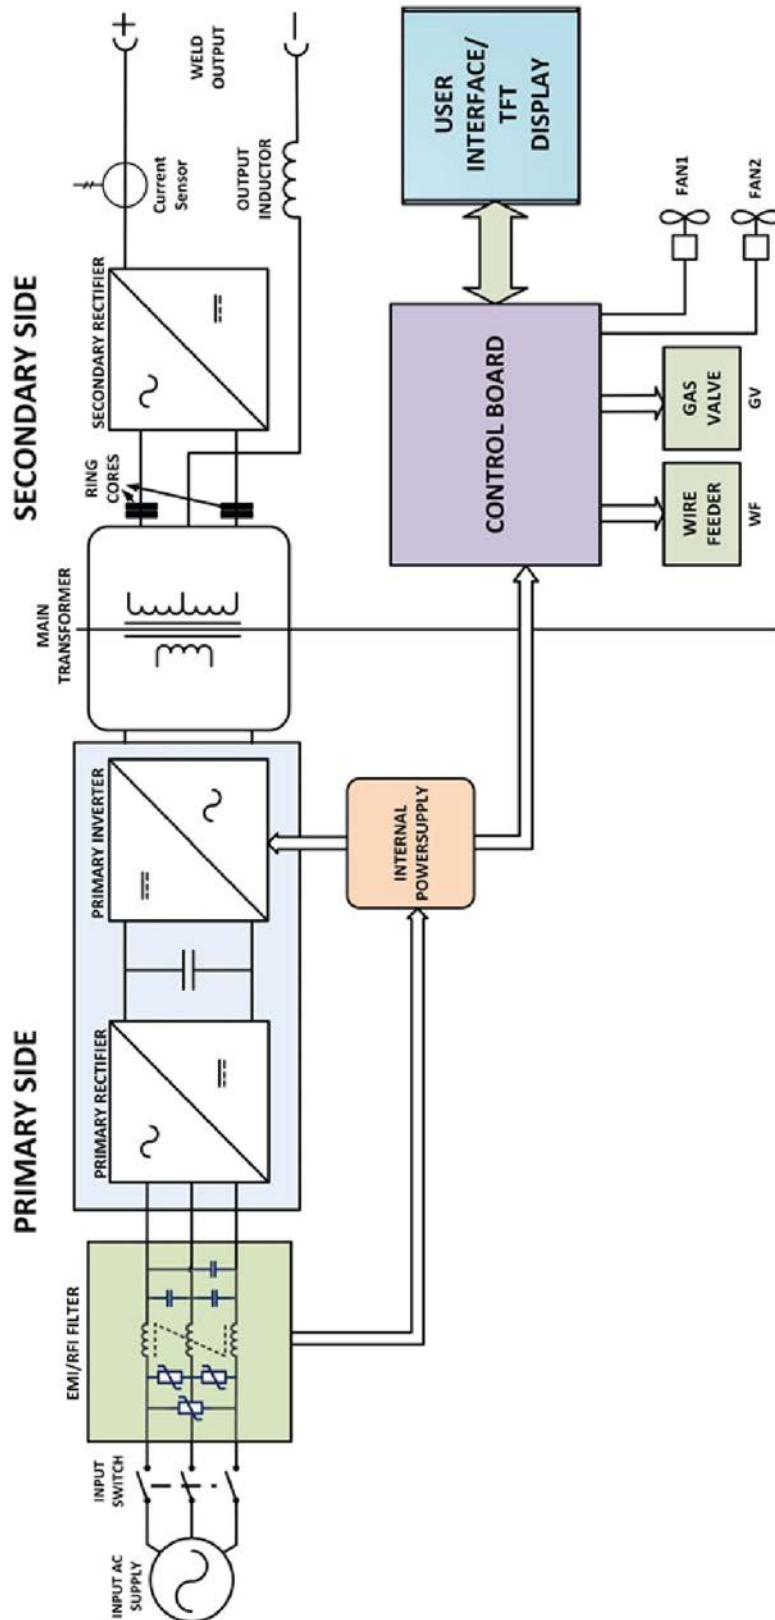 PRIMARY SIDE
SECONDARY SIDE
INPUT AC
SUPPLY
INPUT
SWITCH
EMI/RFI FILTER
PRIMARY RECTIFIER
PRIMARY INVERTER
MAIN
TRANSFORMER
RING
CORES
SECONDARY RECTIFIER
Current
Sensor
OUTPUT
INDUCTOR
+
WELD
OUTPUT
−
INTERNAL
POWERSUPPLY
CONTROL BOARD
USER
INTERFACE/
TFT
DISPLAY
WIRE
FEEDER
WF
GAS
VALVE
GV
FAN1
FAN2